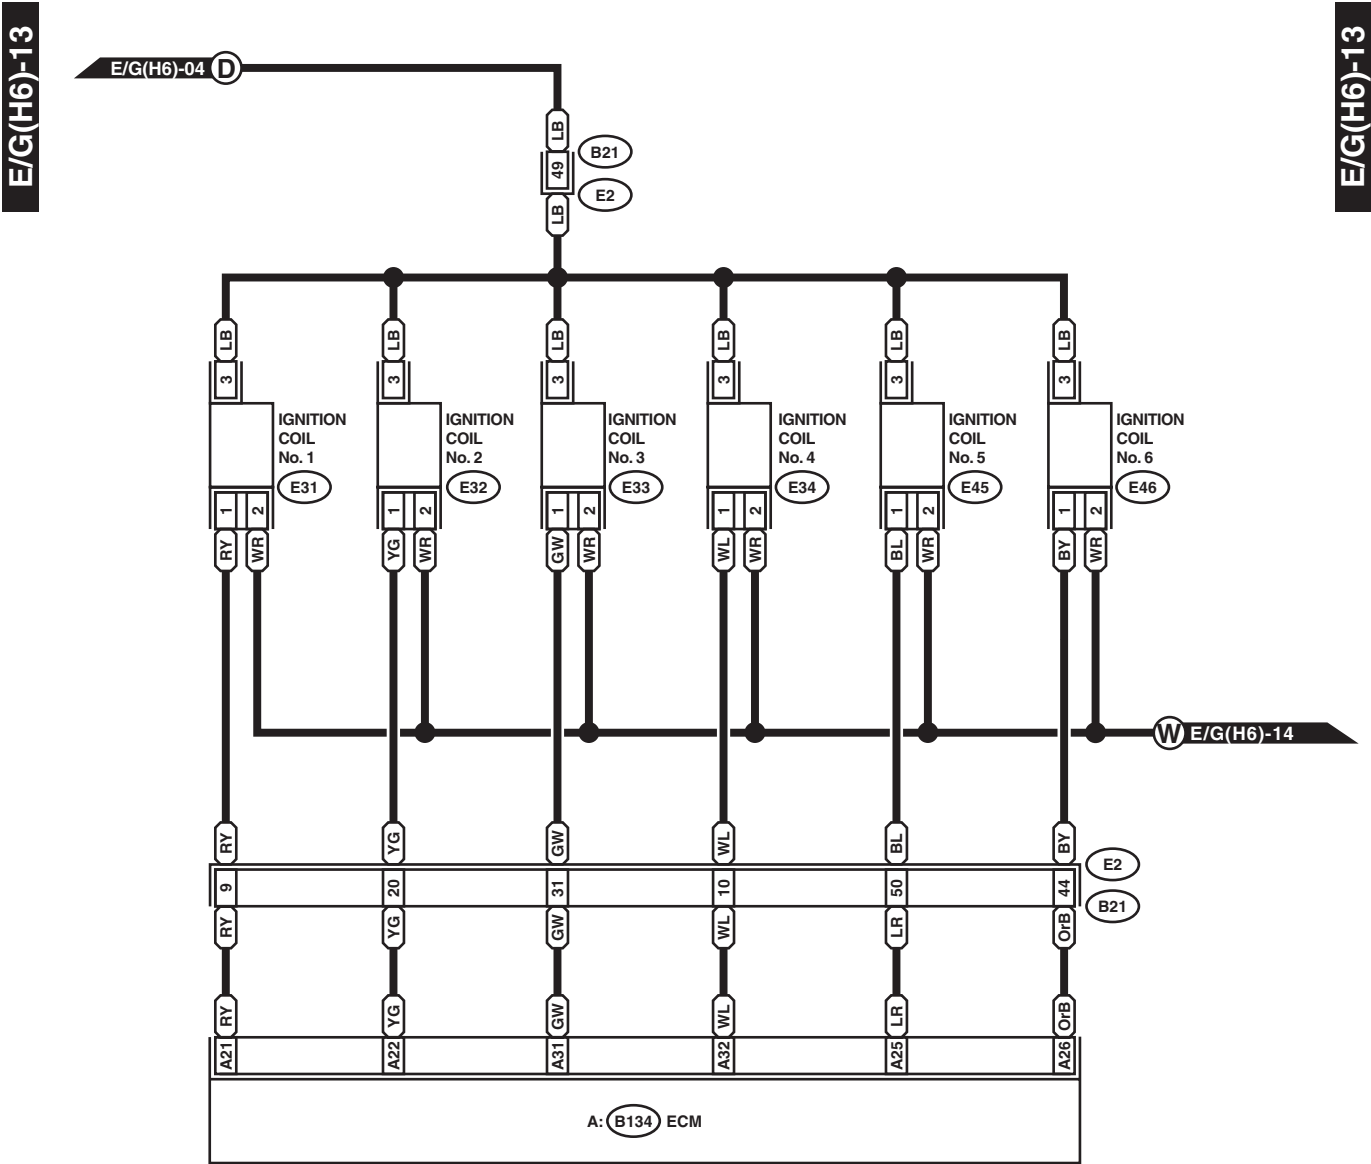 E/G(H6)-13
E/G(H6)-13
E/G(H6)-04 D
LB
49
B21
E2
LB
LB LB LB LB LB LB
3 3 3 3 3 3
IGNITION COIL No. 1 E31
IGNITION COIL No. 2 E32
IGNITION COIL No. 3 E33
IGNITION COIL No. 4 E34
IGNITION COIL No. 5 E45
IGNITION COIL No. 6 E46
1 2 1 2 1 2 1 2 1 2 1 2
RY WR YG WR GW WR WL WR BL WR BY WR
W E/G(H6)-14
RY YG GW WL BL BY
E2
9 20 31 10 50 44
B21
RY YG GW WL LR OrB
RY YG GW WL LR OrB
A21 A22 A31 A32 A25 A26
A: B134 ECM